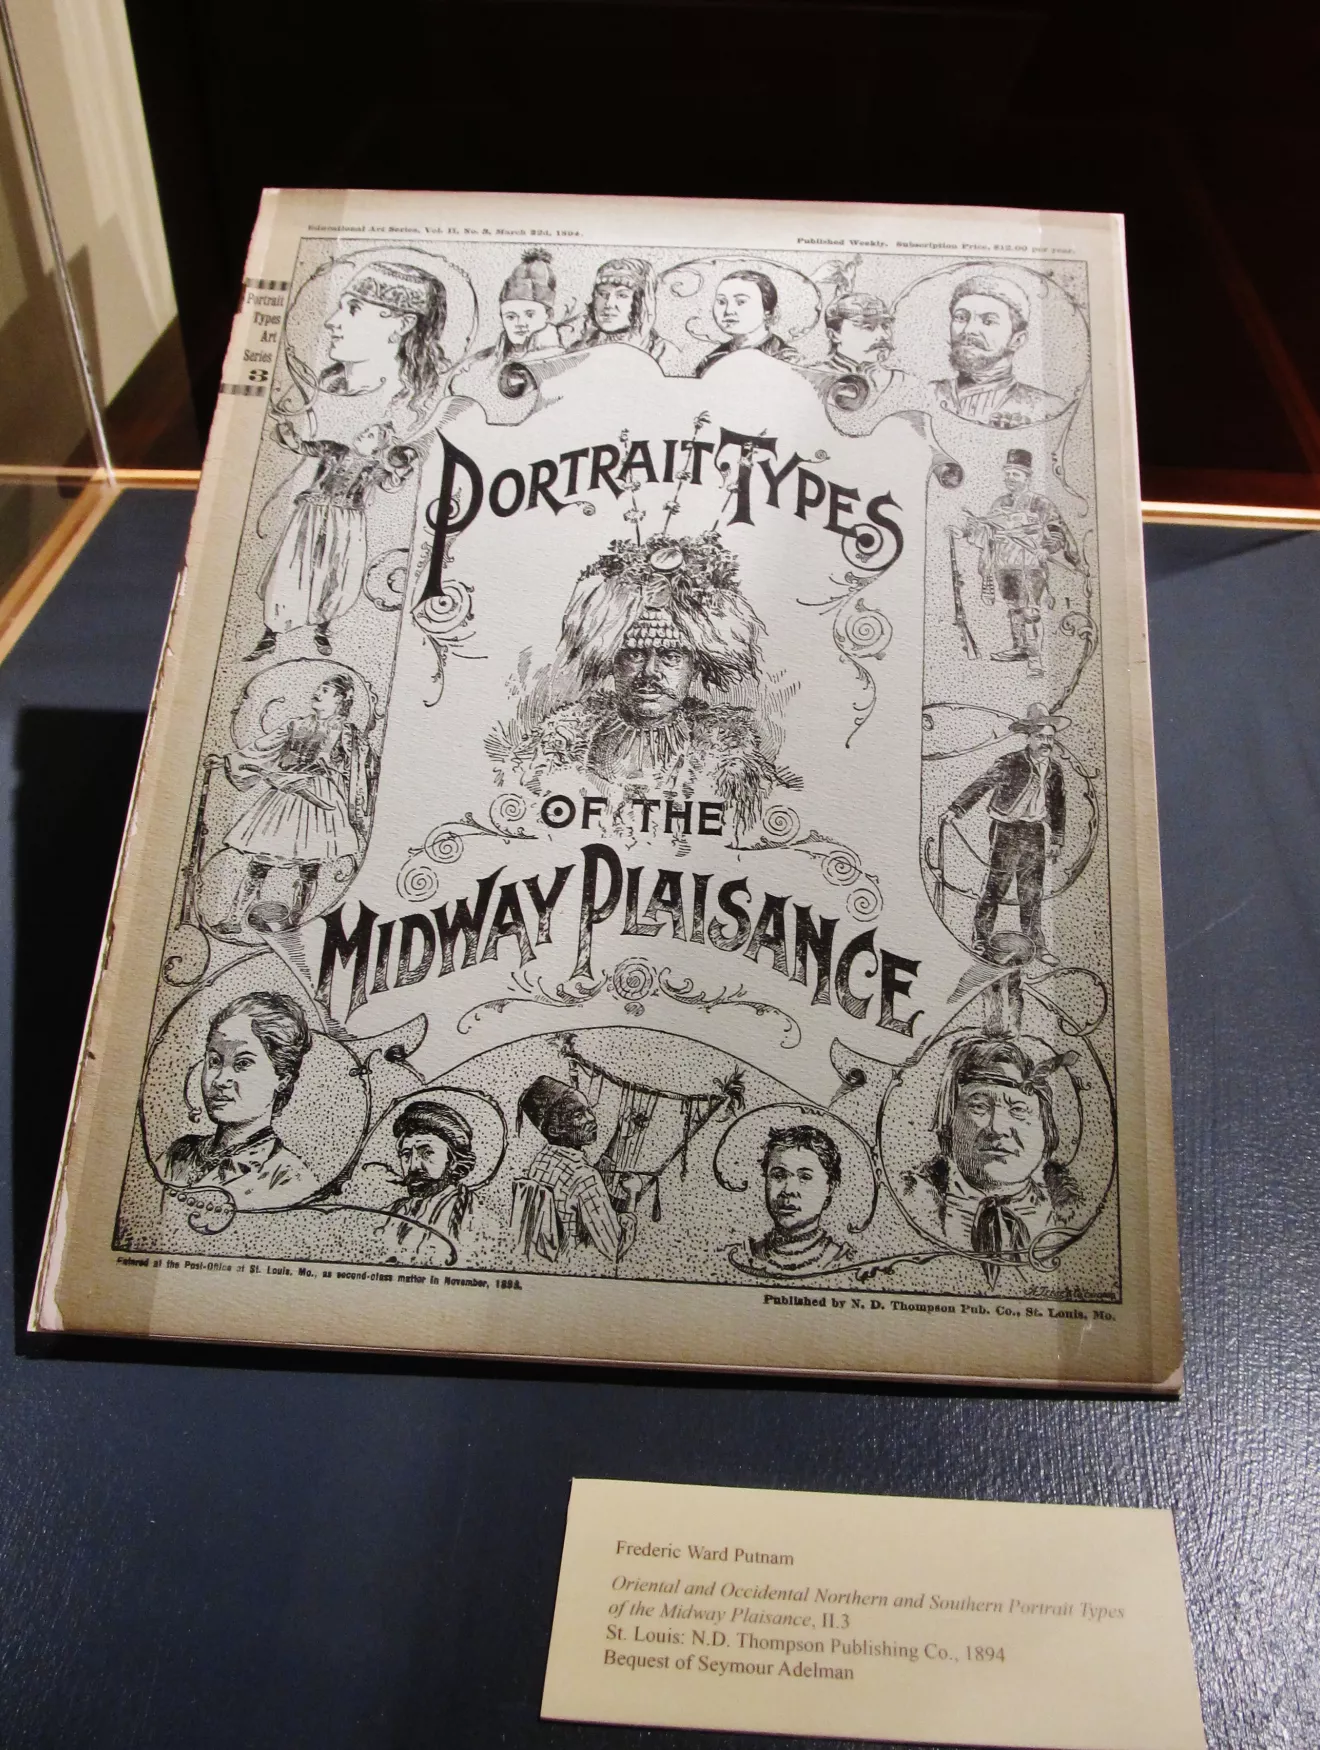 Educational Art Series, Vol. II, No. 3, March 22d, 1894.
Published Weekly. Subscription Price, $12.00 per year.
Portrait
Types
Art
Series
3
PORTRAIT TYPES
OF THE
MIDWAY PLAISANCE
Entered at the Post-Office at St. Louis, Mo., as second-class matter in November, 1893.
Published by N. D. Thompson Pub. Co., St. Louis, Mo.
Frederic Ward Putnam
Oriental and Occidental Northern and Southern Portrait Types
of the Midway Plaisance, II.3
St. Louis: N.D. Thompson Publishing Co., 1894
Bequest of Seymour Adelman